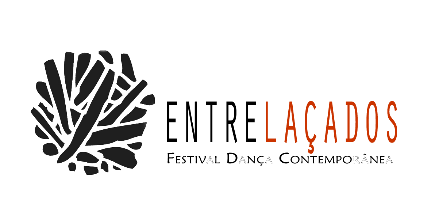 ENTRELAÇADOS
FESTIVAL DANÇA CONTEMPORÂNEA